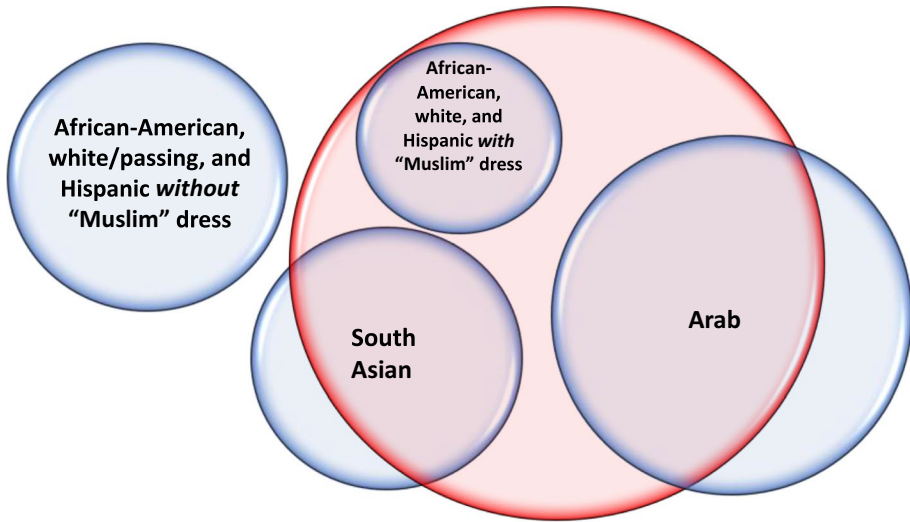 African-American,
white/passing, and
Hispanic without
“Muslim” dress
African-
American,
white, and
Hispanic with
“Muslim” dress
South
Asian
Arab